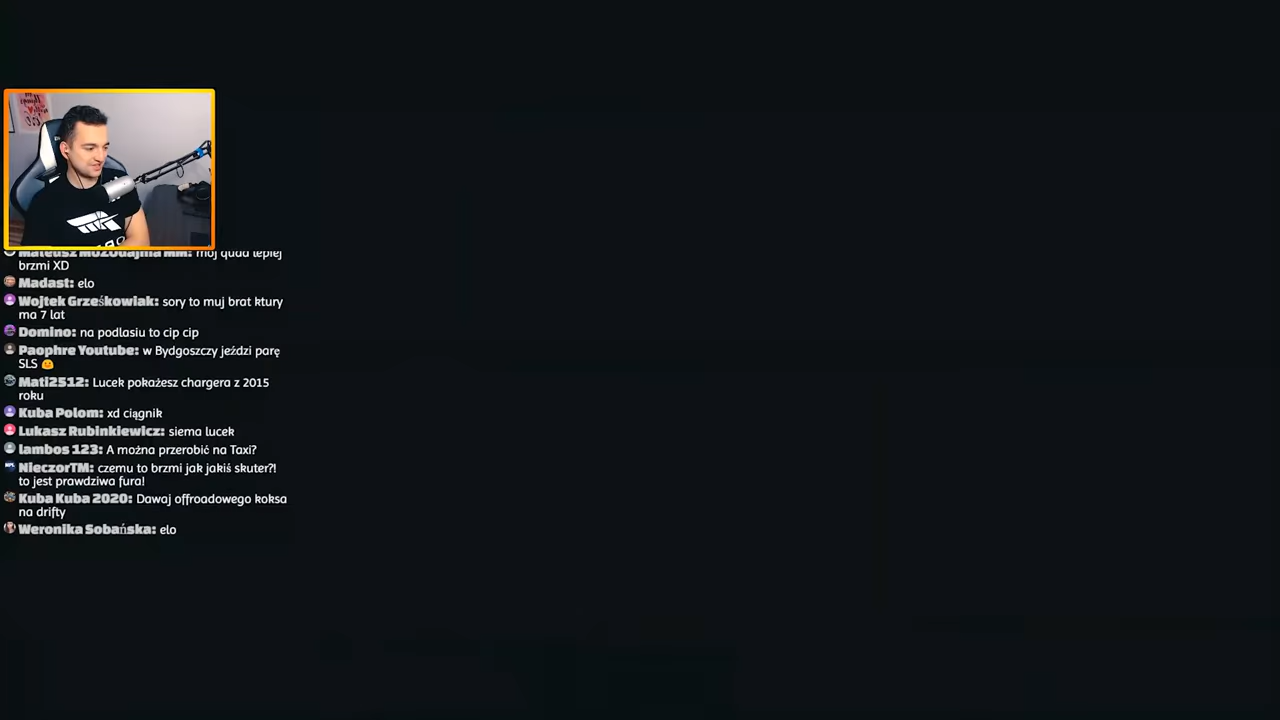 mój quad lepiej
brzmi XD
Madast: elo
Wojtek Grześkowiak: sory to muj brat ktury
ma 7 lat
Domino: na podlasiu to cip cip
Paophre Youtube: w Bydgoszczy jeździ parę
SLS
Mati2512: Lucek pokażesz chargera z 2015
roku
Kuba Polom: xd ciągnik
Lukasz Rubinkiewicz: siema lucek
lambos 123: A można przerobić na Taxi?
NieczorTM: czemu to brzmi jak jakiś skuter?!
to jest prawdziwa fura!
Kuba Kuba 2020: Dawaj offroadowego koksa
na drifty
Weronika Sobańska: elo